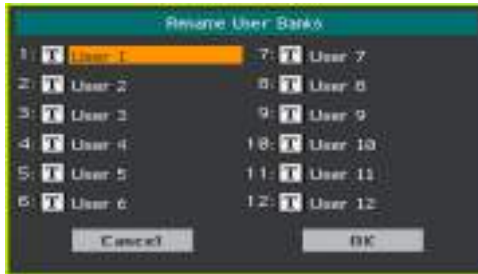 Rename User Banks
1: T User 1
2: T User 2
3: T User 3
4: T User 4
5: T User 5
6: T User 6
7: T User 7
8: T User 8
9: T User 9
10: T User 10
11: T User 11
12: T User 12
Cancel
OK